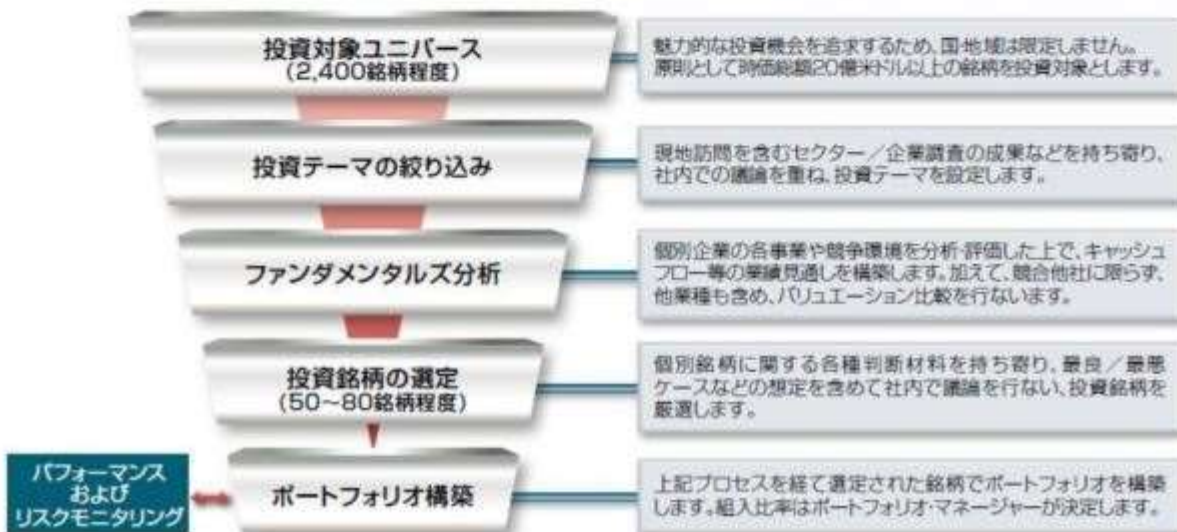 投資対象ユニバース
(2,400銘柄程度)
魅力的な投資機会を追求するため、国・地域は限定しません。
原則として時価総額20億米ドル以上の銘柄を投資対象とします。
投資テーマの絞り込み
現地訪問を含むセクター／企業調査の成果などを持ち寄り、
社内での議論を重ね、投資テーマを設定します。
ファンダメンタルズ分析
個別企業の各事業や競争環境を分析・評価した上で、キャッシュ
フロー等の業績見通しを構築します。加えて、競合他社に限らず、
他業種も含め、バリュエーション比較を行ないます。
投資銘柄の選定
(50～80銘柄程度)
個別銘柄に関する各種判断材料を持ち寄り、最良／最悪
ケースなどの想定を含めて社内で議論を行ない、投資銘柄を
厳選します。
パフォーマンス
および
リスクモニタリング
ポートフォリオ構築
上記プロセスを経て選定された銘柄でポートフォリオを構築
します。組入比率はポートフォリオ・マネージャーが決定します。